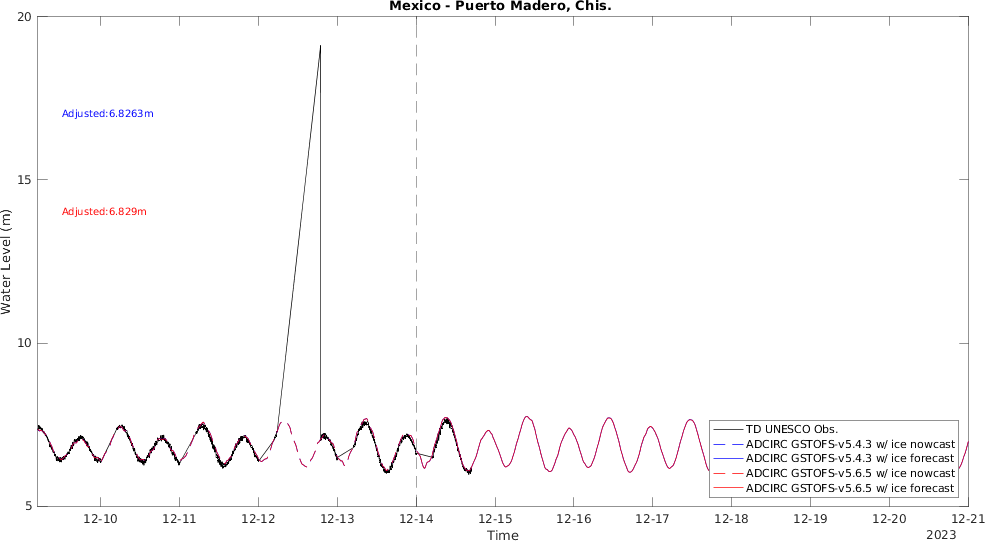 Mexico - Puerto Madero, Chis.
20
15
10
5
Water Level (m)
Adjusted:6.8263m
Adjusted:6.829m
TD UNESCO Obs.
ADCIRC GSTOFS-v5.4.3 w/ ice nowcast
ADCIRC GSTOFS-v5.4.3 w/ ice forecast
ADCIRC GSTOFS-v5.6.5 w/ ice nowcast
ADCIRC GSTOFS-v5.6.5 w/ ice forecast
12-10 12-11 12-12 12-13 12-14 12-15 12-16 12-17 12-18 12-19 12-20 12-21
Time
2023